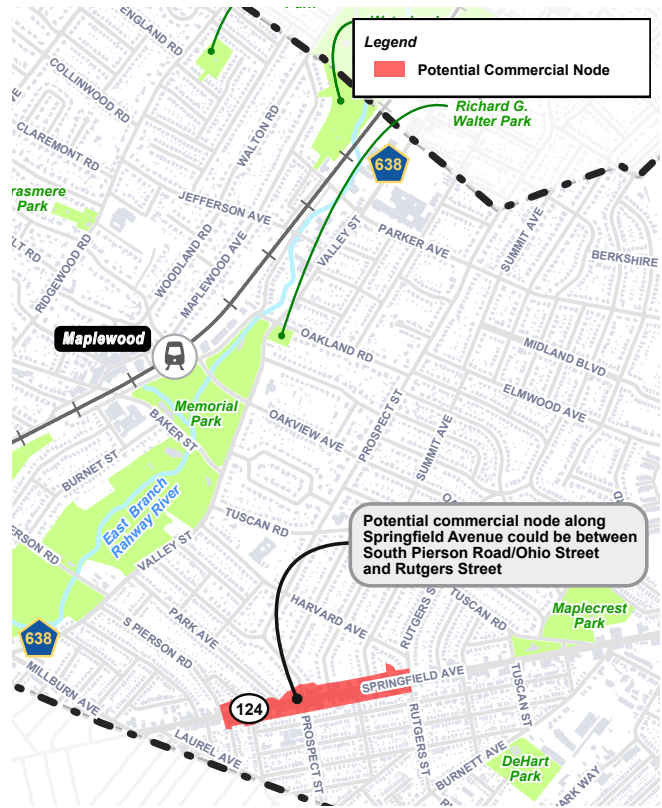 Legend
Potential Commercial Node
Richard G.
Walter Park
ENGLAND RD
COLLINWOOD RD
CLAREMONT RD
WALTON RD
638
JEFFERSON AVE
Park
WOODLAND RD
MAPLEWOOD AVE
RIDGEWOOD RD
VALLEY ST
PARKER AVE
SUMMIT AVE
BERKSHIRE
Maplewood
OAKLAND RD
MIDLAND BLVD
ELMWOOD AVE
PROSPECT ST
SUMMIT AVE
Memorial
Park
BAKER ST
OAKVIEW AVE
BURNET ST
East Branch
Rahway River
TUSCAN RD
VALLEY ST
Potential commercial node along
Springfield Avenue could be between
South Pierson Road/Ohio Street
and Rutgers Street
HARVARD AVE
RUTGERS ST
TUSCAN RD
Maplecrest
Park
PARK AVE
S PIERSON RD
638
MILLBURN AVE
SPRINGFIELD AVE
TUSCAN ST
124
LAUREL AVE
PROSPECT ST
RUTGERS ST
BURNETT AVE
DeHart
Park
PARK WAY